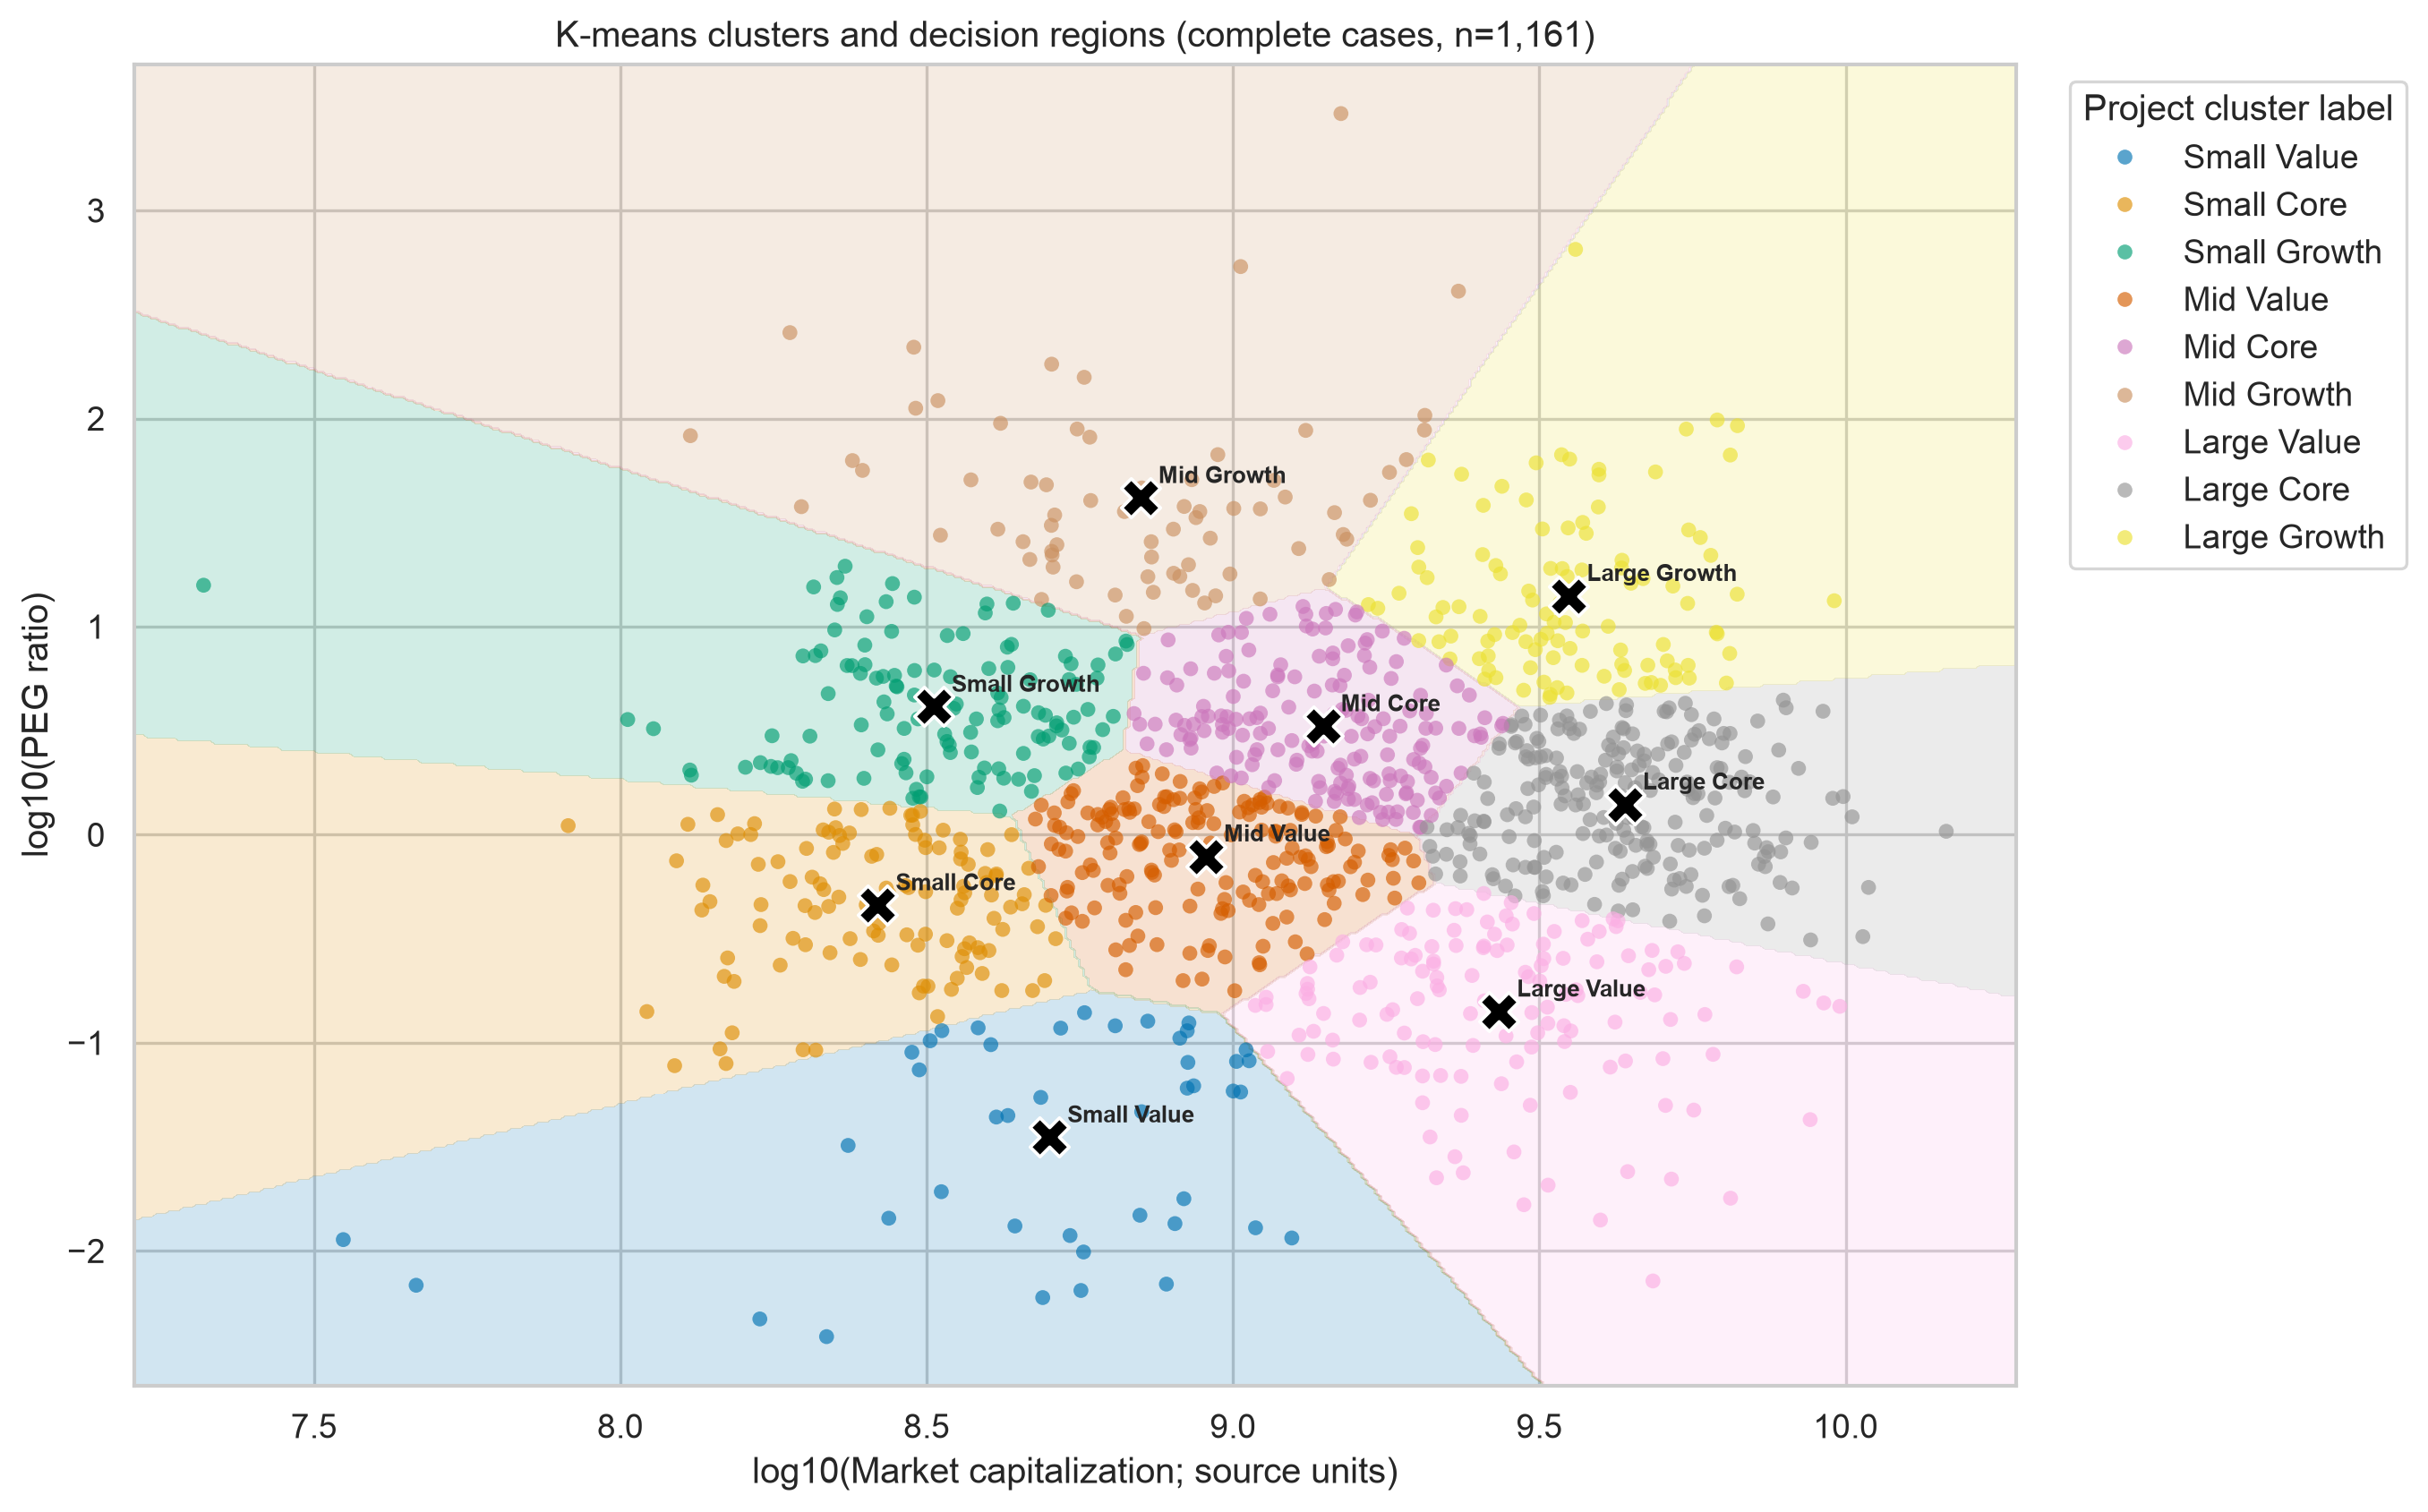 K-means clusters and decision regions (complete cases, n=1,161)
Project cluster label
Small Value
Small Core
Small Growth
Mid Value
Mid Core
Mid Growth
Large Value
Large Core
Large Growth
log10(PEG ratio)
3
2
1
0
−1
−2
Mid Growth
Large Growth
Small Growth
Mid Core
Large Core
Mid Value
Small Core
Large Value
Small Value
7.5
8.0
8.5
9.0
9.5
10.0
log10(Market capitalization; source units)